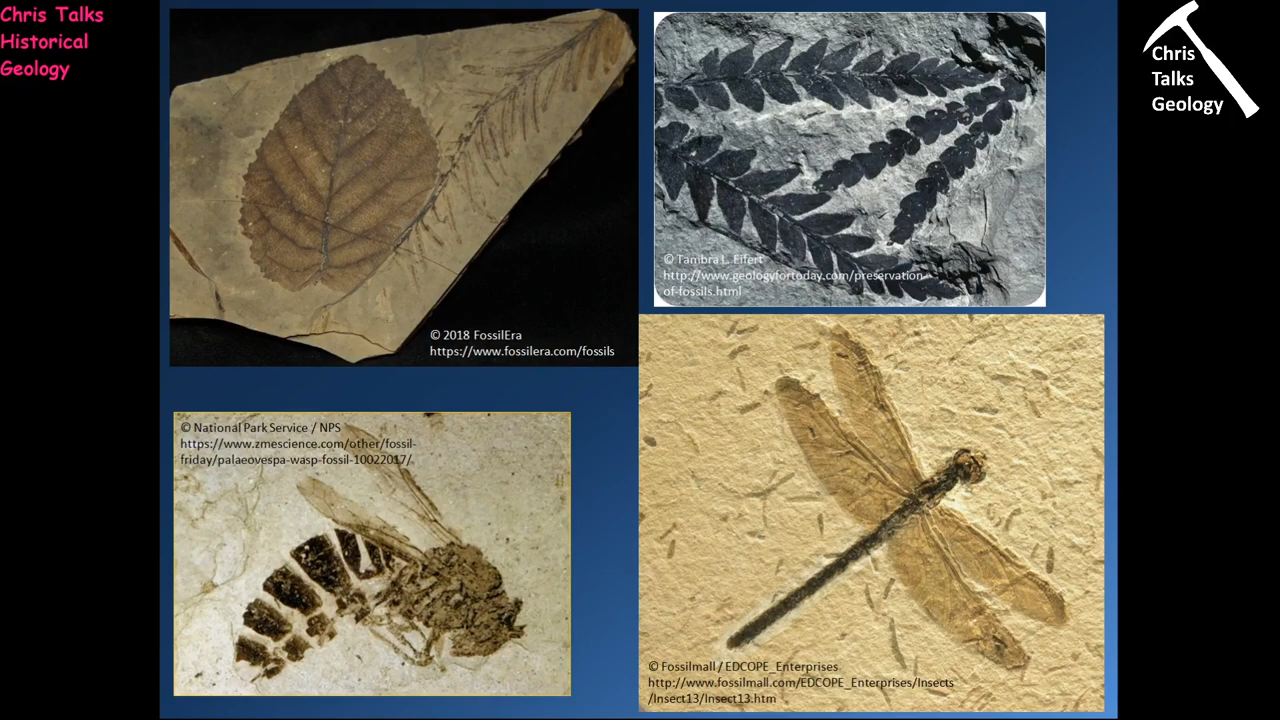 Chris Talks
Historical
Geology
Chris
Talks
Geology
© 2018 FossilEra
https://www.fossilera.com/fossils
© Tambra L. Eifert
http://www.geologyfortoday.com/preservation-
of-fossils.html
© National Park Service / NPS
https://www.zmescience.com/other/fossil-
friday/palaeovespa-wasp-fossil-10022017/
© Fossilmall / EDCOPE_Enterprises
http://www.fossilmall.com/EDCOPE_Enterprises/Insects
/Insect13/Insect13.htm